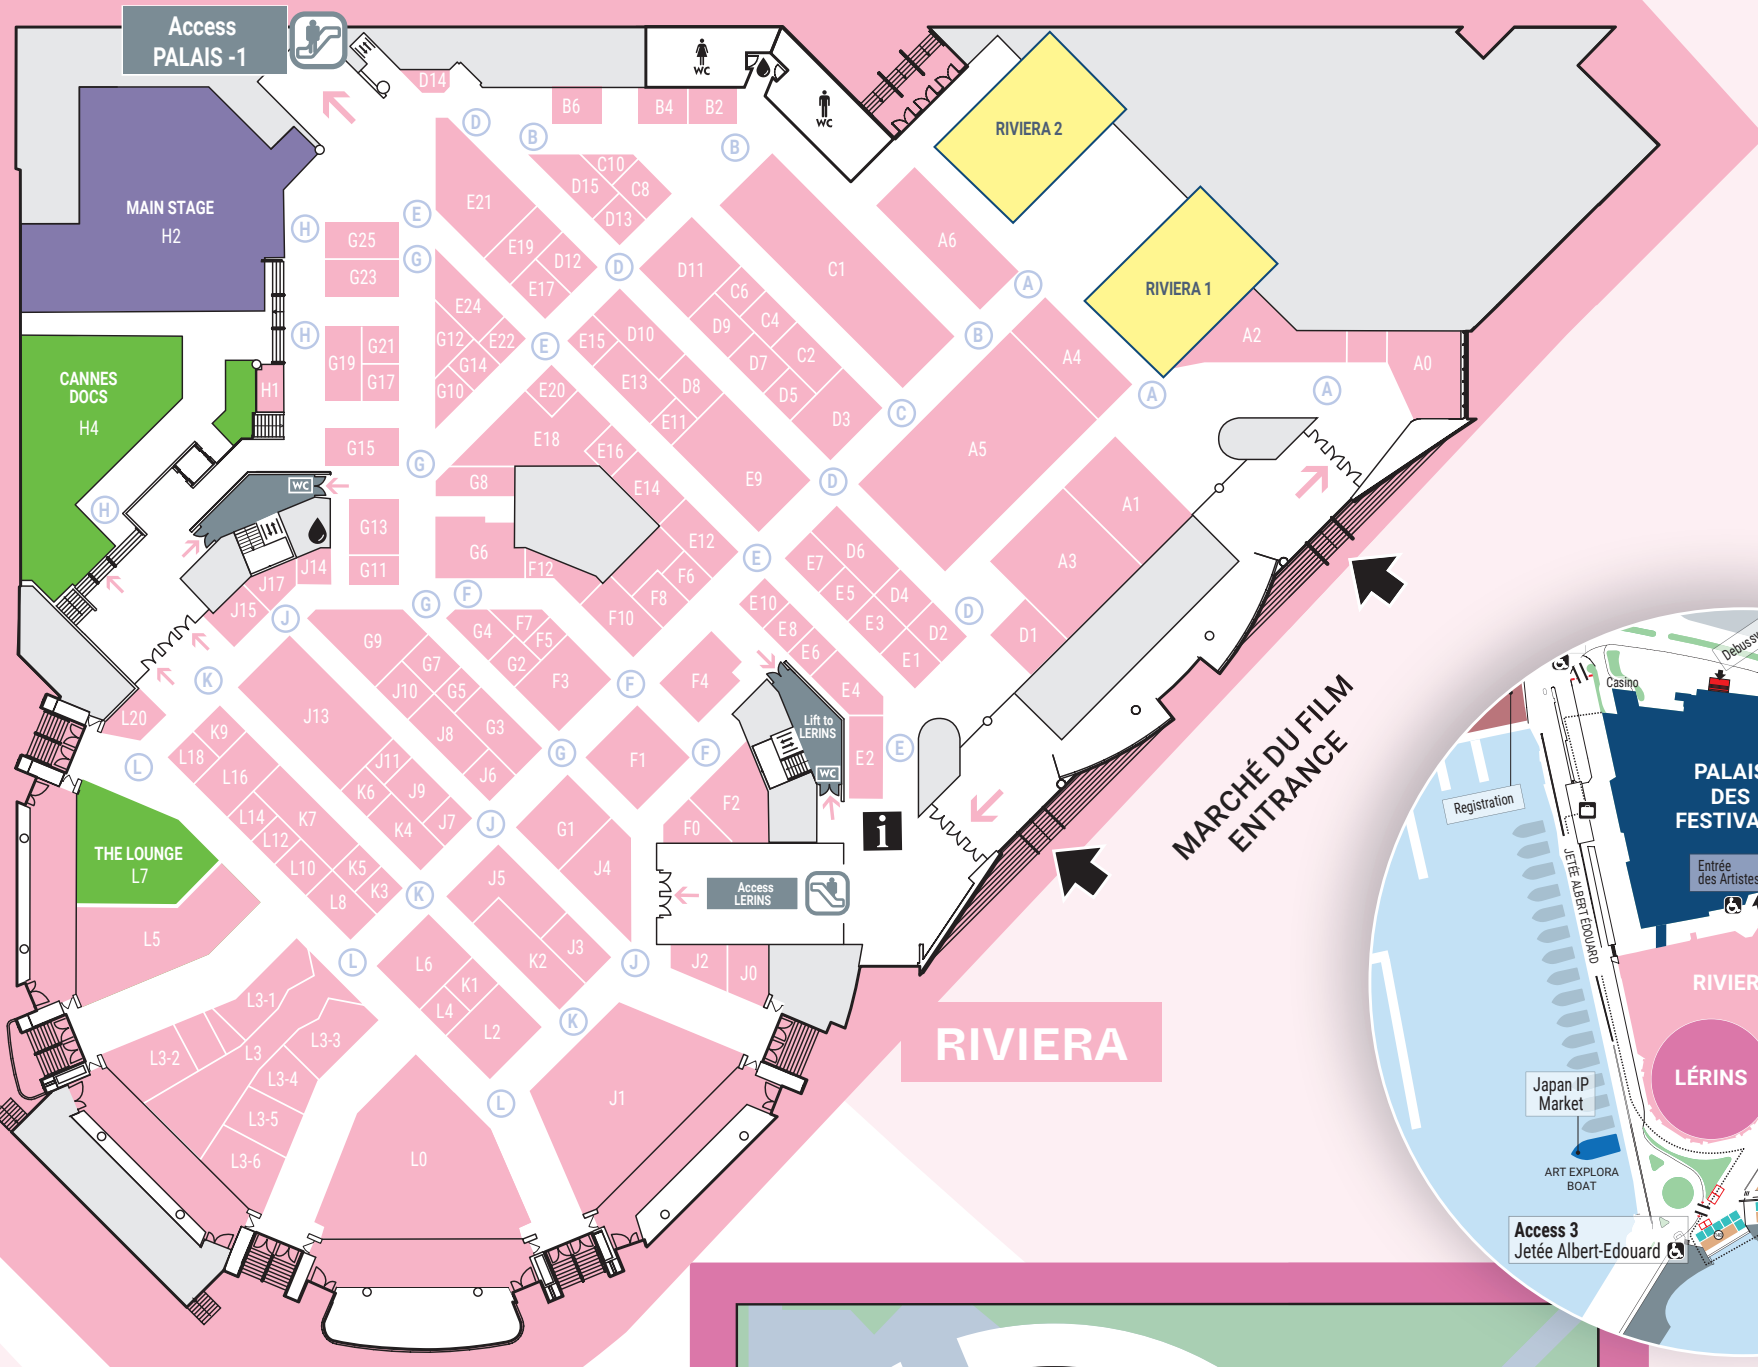 Access
PALAIS -1
WC
WC
D14
B6
B4
B2
D
B
B
RIVIERA 2
C10
D15
C8
D13
MAIN STAGE
H2
E21
E
H
G25
G
G23
E19
D12
E17
D
D11
C6
C4
C2
D9
D7
D5
D3
C1
A6
A
B
RIVIERA 1
A2
A0
A4
A
A
E24
G12
E22
G14
G10
H
G19
G21
G17
E
E15
D10
E13
D8
E11
C
CANNES
DOCS
H4
H1
E20
E18
E16
G15
G
G8
E14
E9
D
A5
A1
A3
WC
H
G13
G11
G6
F12
E12
F6
F8
F10
E
E7
D6
E5
D4
E3
D2
E1
D
D1
J14
J17
J15
J
G
F
G9
G4
F7
F5
G2
F3
E10
E8
E6
E4
G7
J10
G5
F
F4
K
J13
J8
G3
J6
L20
K9
L18
L16
L
J11
K6
J9
K4
J7
G
F1
F
Lift to
LERINS
WC
E2
E
F2
F0
L14
L12
K7
L10
K5
K3
L8
J
G1
J4
THE LOUNGE
L7
K
J5
Access
LERINS
L5
L
L6
K1
L4
L2
K2
J3
J
J2
J0
K
L3-1
L3-2
L3
L3-3
L3-4
L3-5
L3-6
L
L0
J1
MARCHÉ DU FILM
ENTRANCE
RIVIERA
Casino
Registration
PALAIS
DES
Entrée
des Artistes
JETÉE ALBERT ÉDOUARD
LÉRINS
Japan IP
Market
ART EXPLORA
BOAT
Access 3
Jetée Albert-Edouard